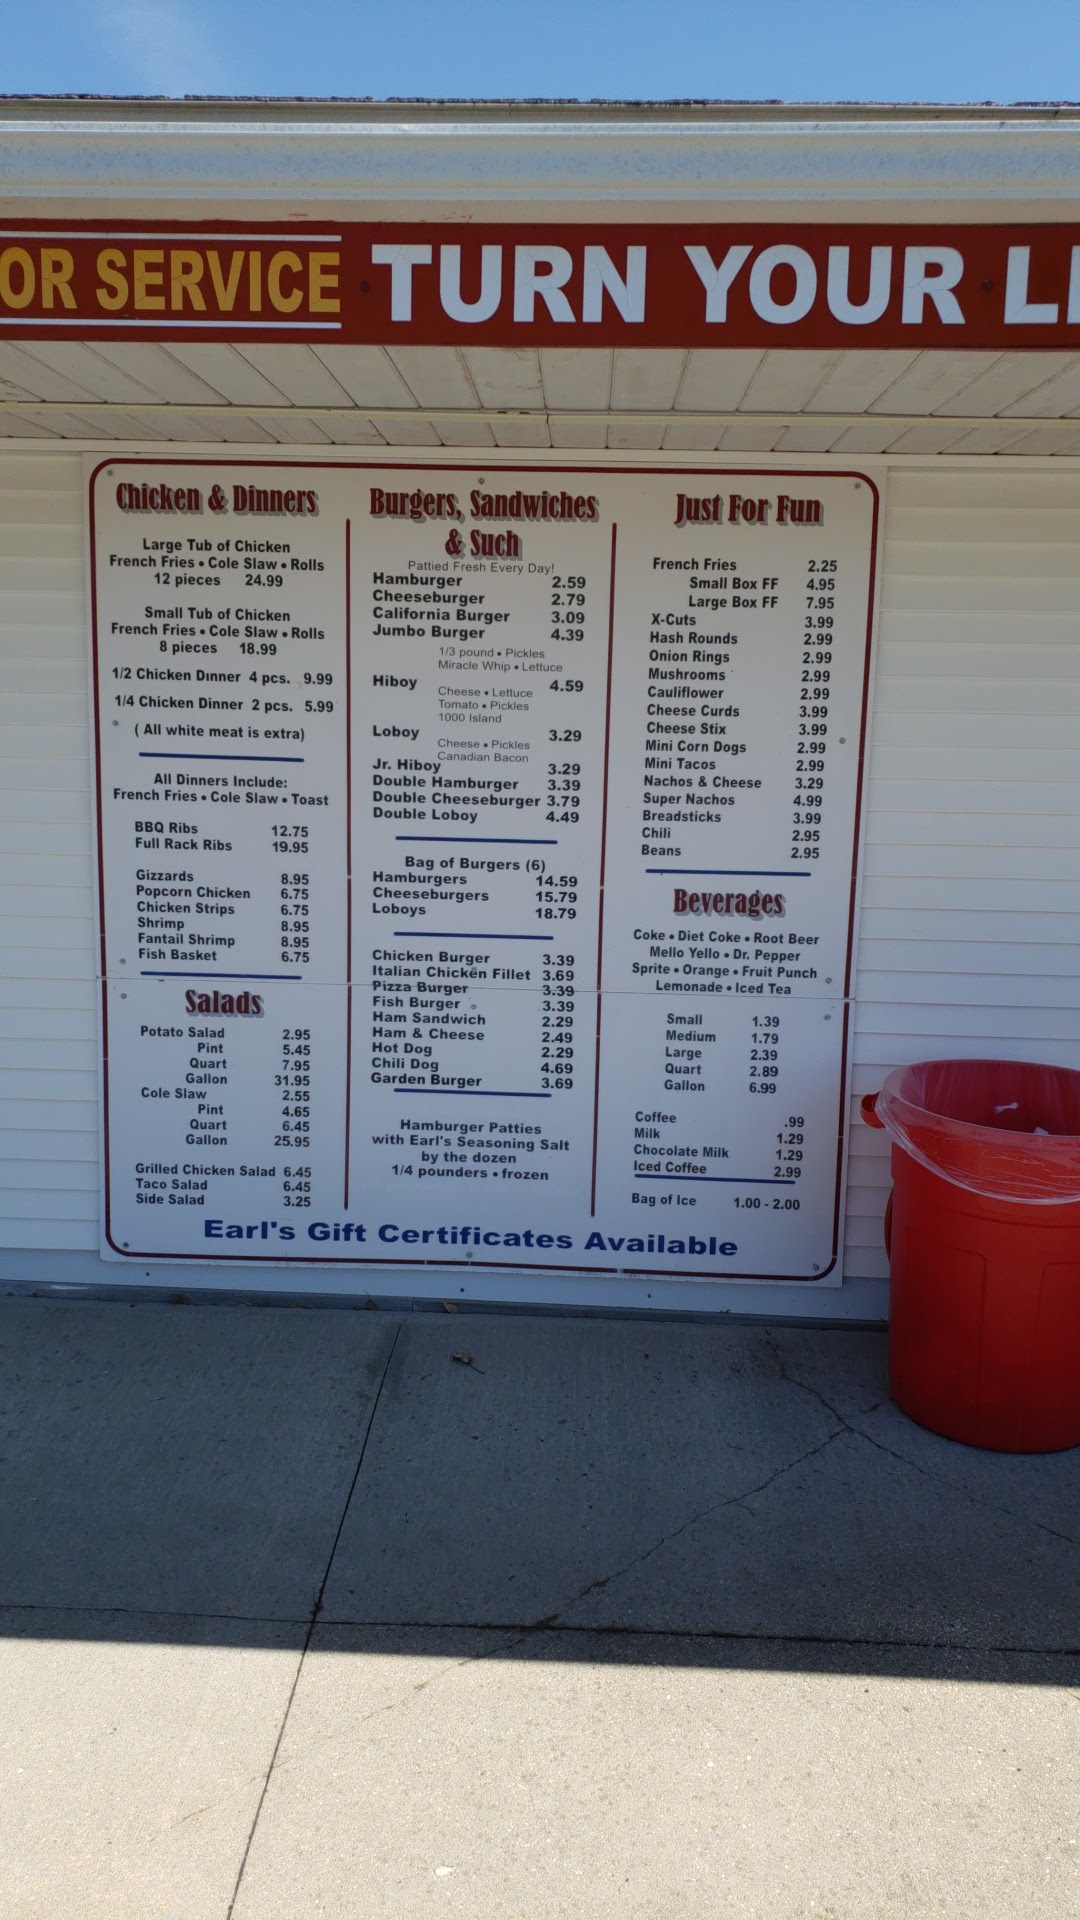 OR SERVICE TURN YOUR LI
Chicken & Dinners
Large Tub of Chicken
French Fries • Cole Slaw • Rolls
12 pieces 24.99
Small Tub of Chicken
French Fries • Cole Slaw • Rolls
8 pieces 18.99
1/2 Chicken Dinner 4 pcs. 9.99
1/4 Chicken Dinner 2 pcs. 5.99
( All white meat is extra)
All Dinners Include:
French Fries • Cole Slaw • Toast
BBQ Ribs 12.75
Full Rack Ribs 19.95
Gizzards 8.95
Popcorn Chicken 6.75
Chicken Strips 6.75
Shrimp 8.95
Fantail Shrimp 8.95
Fish Basket 6.75
Salads
Potato Salad 2.95
Pint 5.45
Quart 7.95
Gallon 31.95
Cole Slaw 2.55
Pint 4.65
Quart 6.45
Gallon 25.95
Grilled Chicken Salad 6.45
Taco Salad 6.45
Side Salad 3.25
Burgers, Sandwiches
& Such
Pattied Fresh Every Day!
Hamburger 2.59
Cheeseburger 2.79
California Burger 3.09
Jumbo Burger 4.39
1/3 pound • Pickles
Miracle Whip • Lettuce
Hiboy 4.59
Cheese • Lettuce
Tomato • Pickles
1000 Island
Loboy 3.29
Cheese • Pickles
Canadian Bacon
Jr. Hiboy 3.29
Double Hamburger 3.39
Double Cheeseburger 3.79
Double Loboy 4.49
Bag of Burgers (6)
Hamburgers 14.59
Cheeseburgers 15.79
Loboys 18.79
Chicken Burger 3.39
Italian Chicken Fillet 3.69
Pizza Burger 3.39
Fish Burger 3.39
Ham Sandwich 2.29
Ham & Cheese 2.49
Hot Dog 2.29
Chili Dog 4.69
Garden Burger 3.69
Hamburger Patties
with Earl's Seasoning Salt
by the dozen
1/4 pounders • frozen
Just For Fun
French Fries 2.25
Small Box FF 4.95
Large Box FF 7.95
X-Cuts 3.99
Hash Rounds 2.99
Onion Rings 2.99
Mushrooms 2.99
Cauliflower 2.99
Cheese Curds 3.99
Cheese Stix 3.99
Mini Corn Dogs 2.99
Mini Tacos 2.99
Nachos & Cheese 3.29
Super Nachos 4.99
Breadsticks 3.99
Chili 2.95
Beans 2.95
Beverages
Coke • Diet Coke • Root Beer
Mello Yello • Dr. Pepper
Sprite • Orange • Fruit Punch
Lemonade • Iced Tea
Small 1.39
Medium 1.79
Large 2.39
Quart 2.89
Gallon 6.99
Coffee .99
Milk 1.29
Chocolate Milk 1.29
Iced Coffee 2.99
Bag of Ice 1.00 - 2.00
Earl's Gift Certificates Available